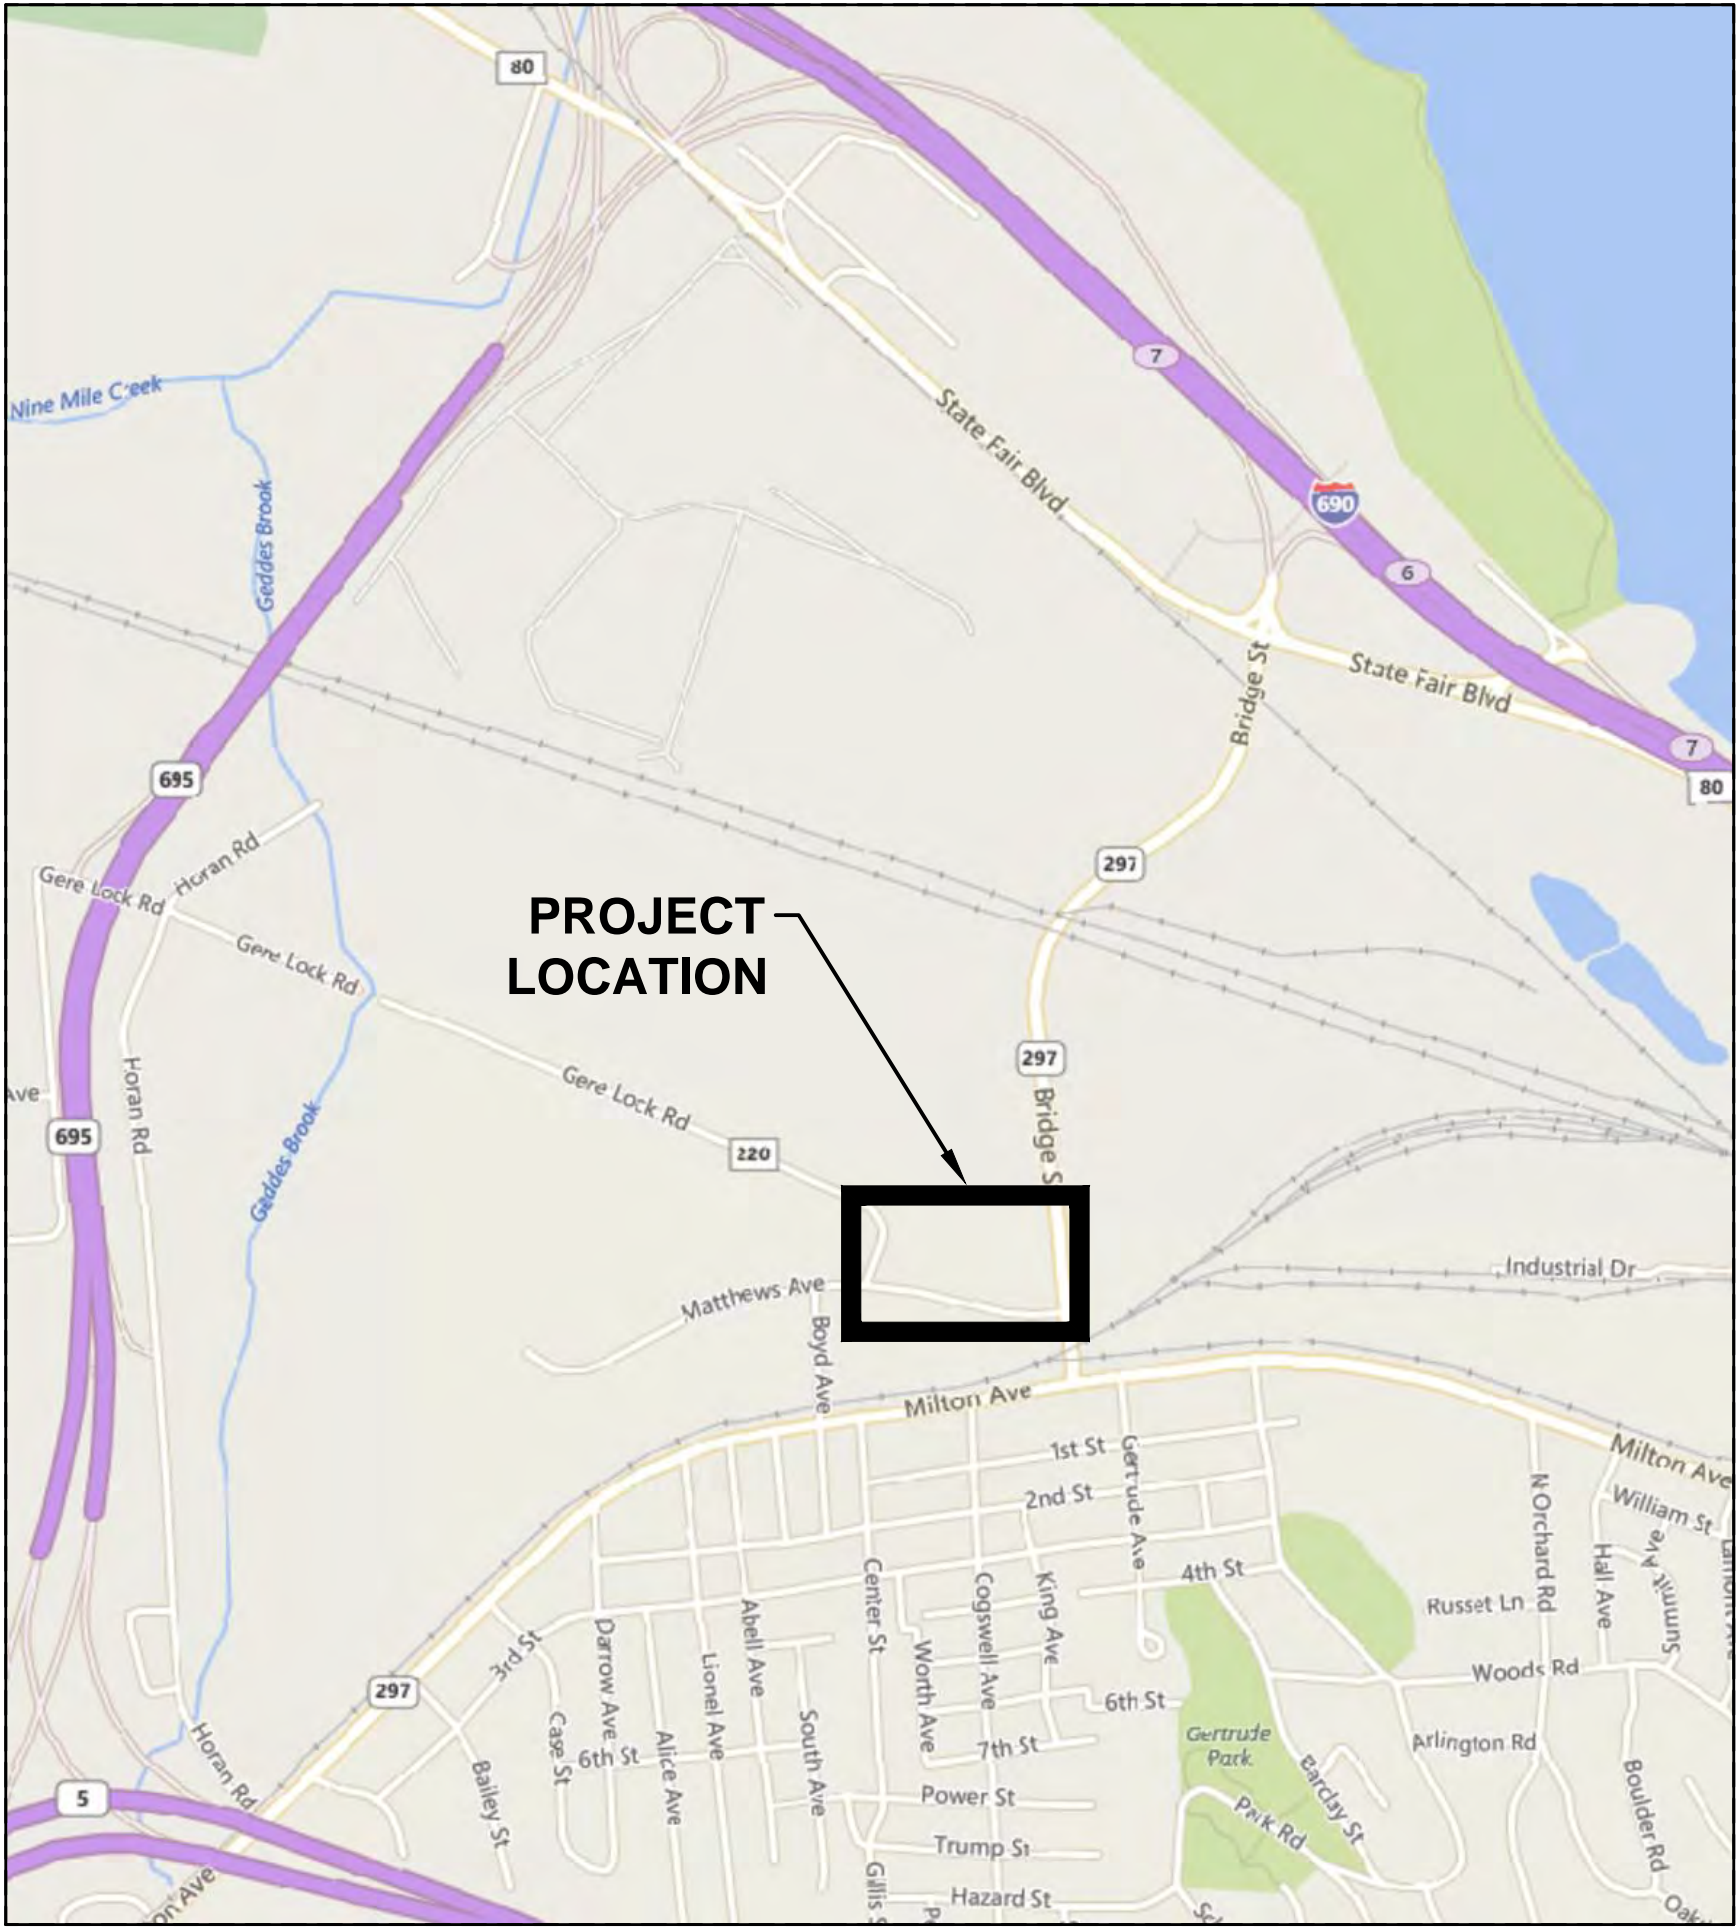 80
Nine Mile Creek
7
State Fair Blvd
690
Geddes Brook
6
State Fair Blvd
Bridge St
7
80
695
Horan Rd
Gere Lock Rd
297
PROJECT
LOCATION
Gere Lock Rd
297
Horan Rd
Ave
Gere Lock Rd
Bridge S
695
220
Geddes Brook
Industrial Dr
Matthews Ave
Boyd Ave
Milton Ave
1st St
Gertrude Ave
Milton Ave
2nd St
N Orchard Rd
William St
4th St
Center St
Cogswell Ave
King Ave
Hall Ave
Summit Ave
Russet Ln
Abell Ave
Darrow Ave
3rd St
Lionel Ave
Worth Ave
Woods Rd
297
6th St
Case St
South Ave
Alice Ave
6th St
7th St
Gertrude
Park
Arlington Rd
Horan Rd
Bailey St
Barclay St
Boulder Rd
5
Power St
Park Rd
Trump St
Gillis S
Hazard St
on Ave